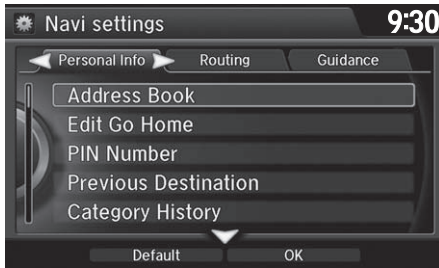 Navi settings 9:30
Personal Info Routing Guidance
Address Book
Edit Go Home
PIN Number
Previous Destination
Category History
Default OK